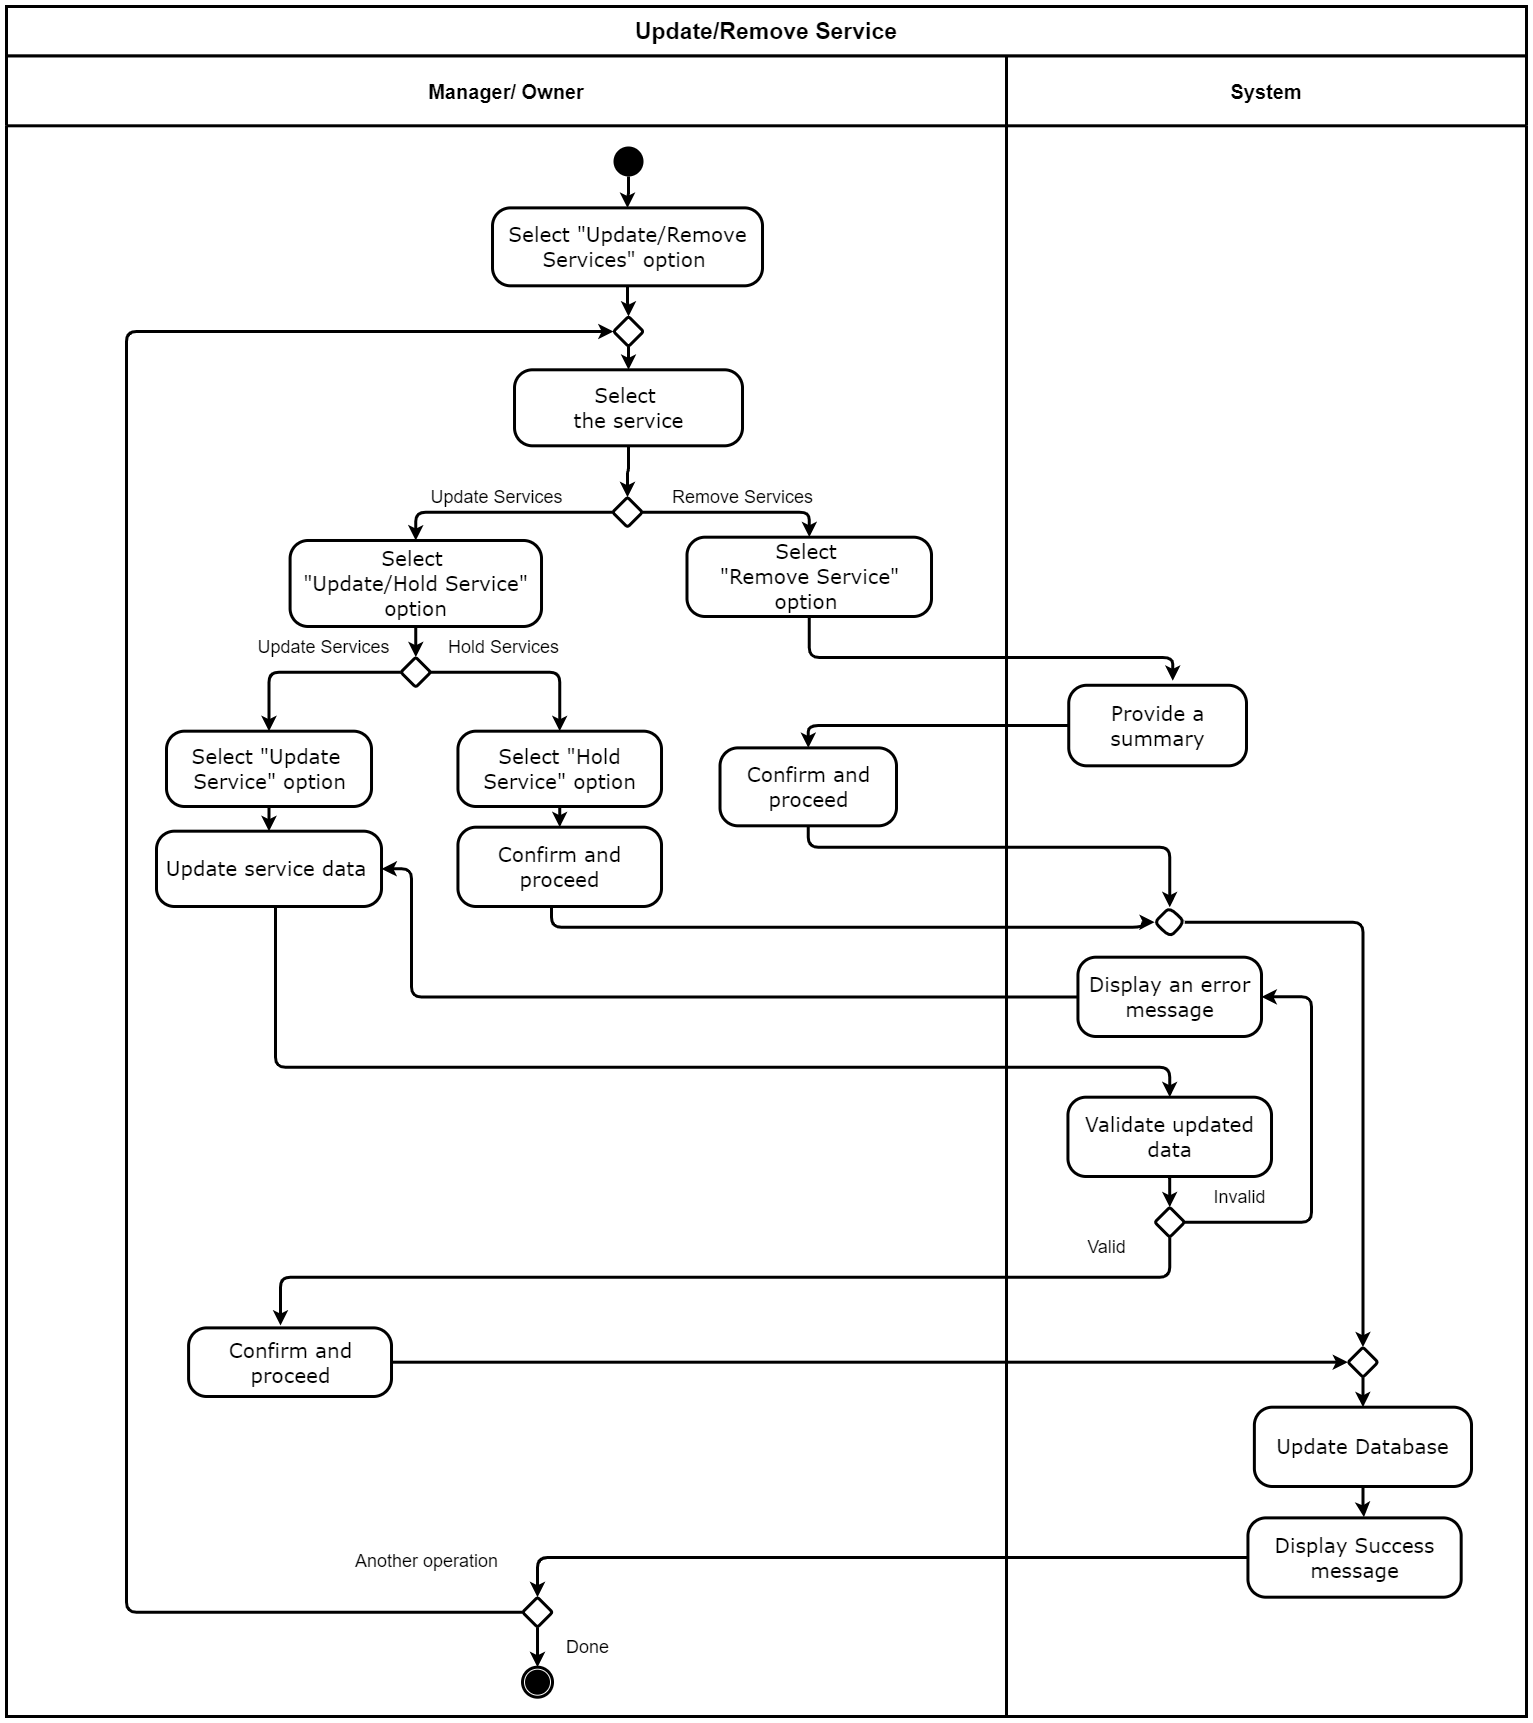 Update/Remove Service
Manager/ Owner
System
Select "Update/Remove
Services" option
Select
the service
Update Services
Remove Services
Select
"Update/Hold Service"
option
Select
"Remove Service"
option
Update Services
Hold Services
Provide a
summary
Select "Update
Service" option
Select "Hold
Service" option
Confirm and
proceed
Update service data
Confirm and
proceed
Display an error
message
Validate updated
data
Invalid
Valid
Confirm and
proceed
Update Database
Display Success
message
Another operation
Done